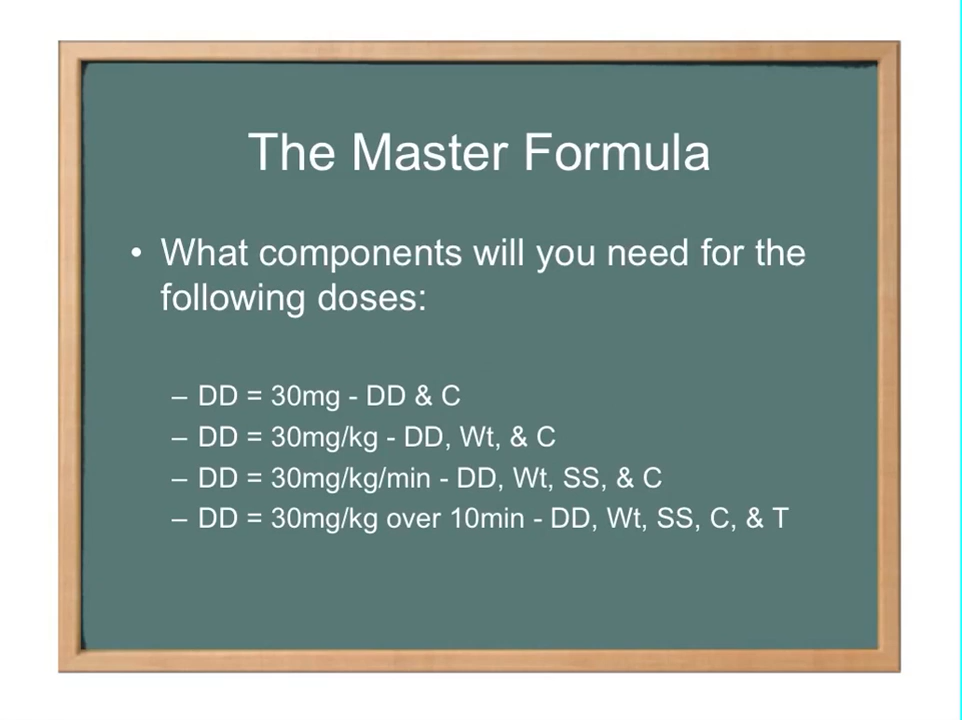 The Master Formula
• What components will you need for the
following doses:
– DD = 30mg - DD & C
– DD = 30mg/kg - DD, Wt, & C
– DD = 30mg/kg/min - DD, Wt, SS, & C
– DD = 30mg/kg over 10min - DD, Wt, SS, C, & T